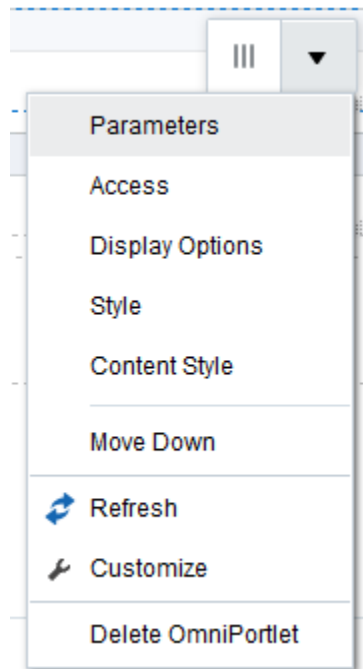 Parameters
Access
Display Options
Style
Content Style
Move Down
Refresh
Customize
Delete OmniPortlet